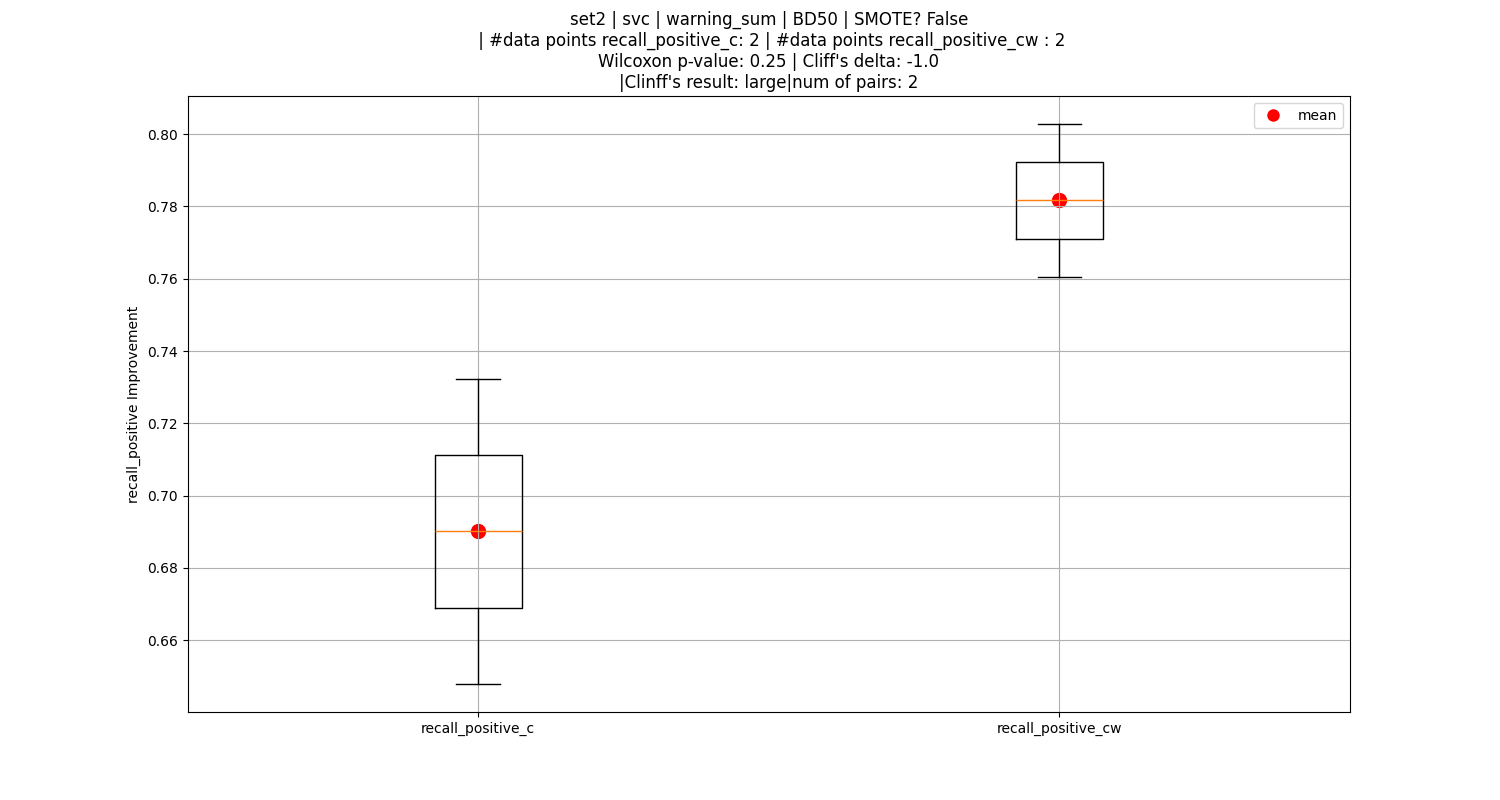 set2 | svc | warning_sum | BD50 | SMOTE? False
| #data points recall_positive_c: 2 | #data points recall_positive_cw : 2
Wilcoxon p-value: 0.25 | Cliff's delta: -1.0
|Clinff's result: large|num of pairs: 2
mean
0.80
0.78
0.76
0.74
0.72
0.70
0.68
0.66
recall_positive Improvement
recall_positive_c
recall_positive_cw